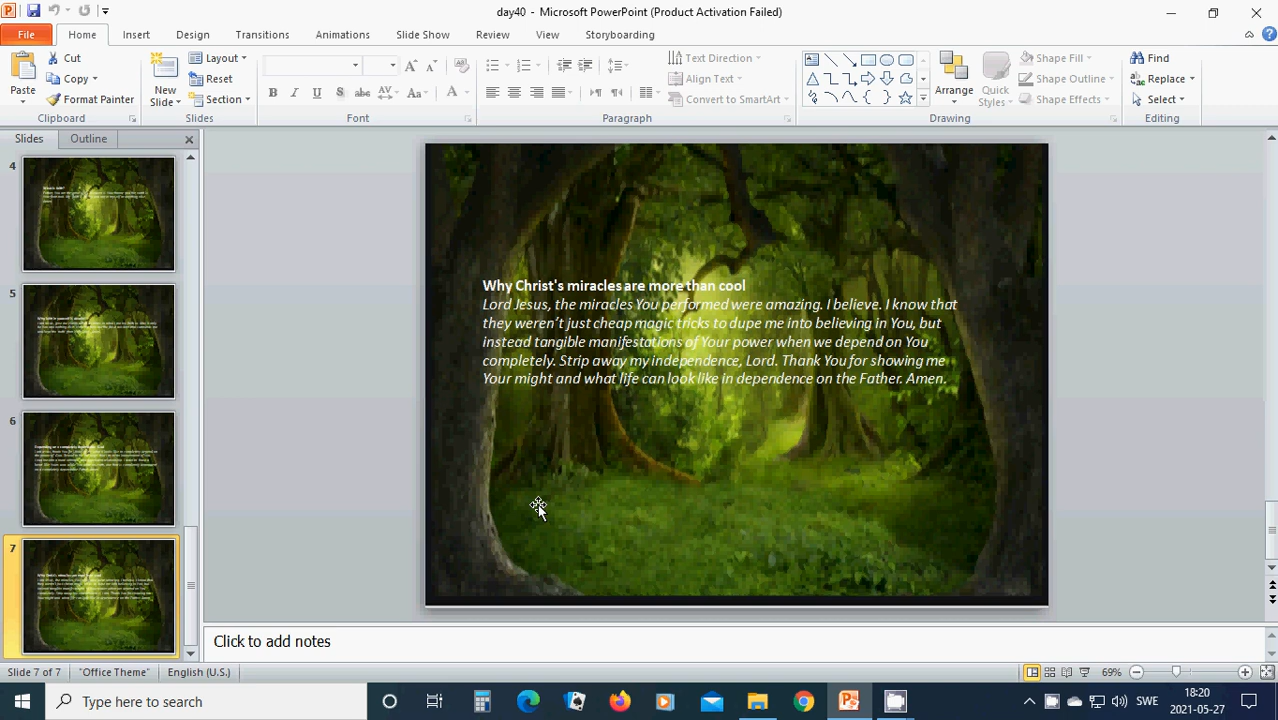 day40 - Microsoft PowerPoint (Product Activation Failed)
File Home Insert Design Transitions Animations Slide Show Review View Storyboarding
Paste
Cut
Copy
Format Painter
Clipboard
New
Slide
Layout
Reset
Section
Slides
B I U S abc AV Aa A
Font
Text Direction
Align Text
Convert to SmartArt
Paragraph
Arrange
Quick
Styles
Shape Fill
Shape Outline
Shape Effects
Drawing
Find
Replace
Select
Editing
Slides Outline
4
5
6
7
Why Christ's miracles are more than cool
Lord Jesus, the miracles You performed were amazing. I believe. I know that
they weren't just cheap magic tricks to dupe me into believing in You, but
instead tangible manifestations of Your power when we depend on You
completely. Strip away my independence, Lord. Thank You for showing me
Your might and what life can look like in dependence on the Father. Amen.
Click to add notes
Slide 7 of 7 "Office Theme" English (U.S.) 69%
Type here to search
SWE
18:20
2021-05-27